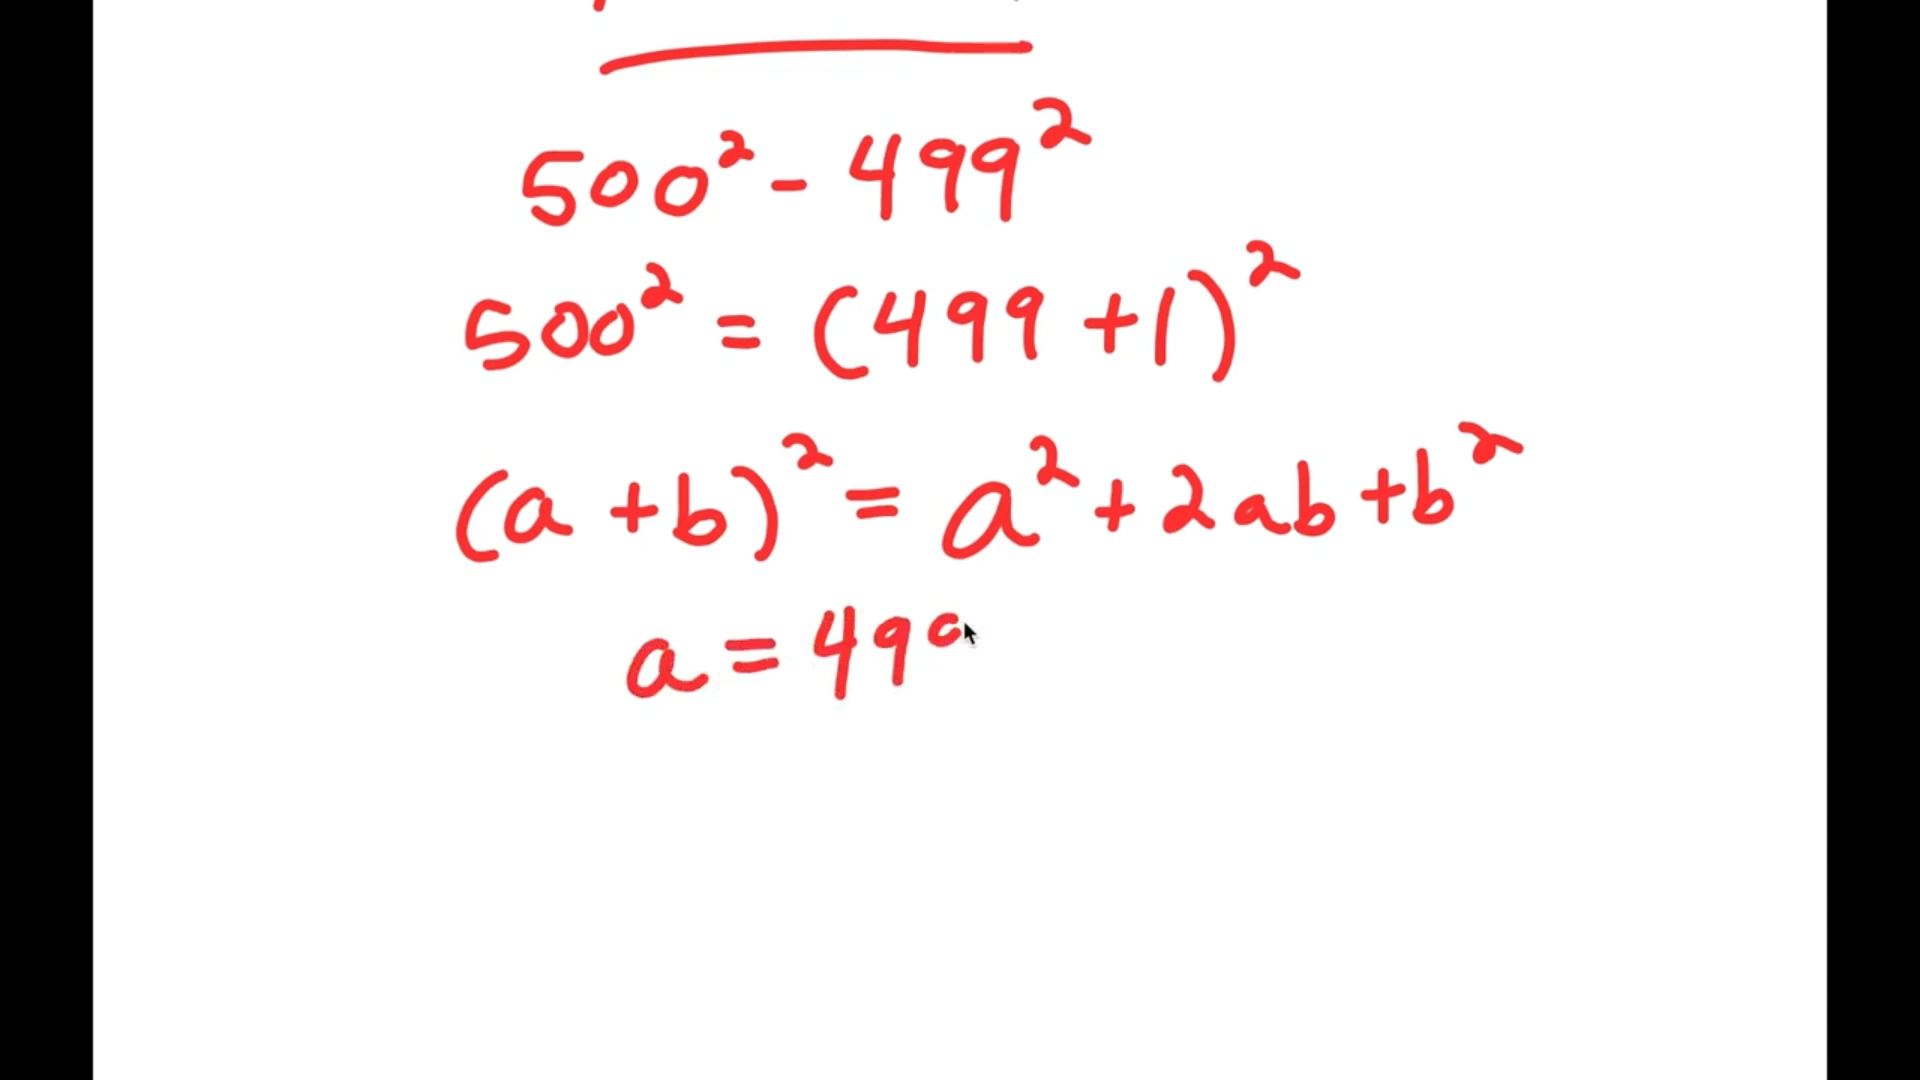 500² - 499²
500² = (499 + 1)²
(a + b)² = a² + 2ab + b²
a = 49